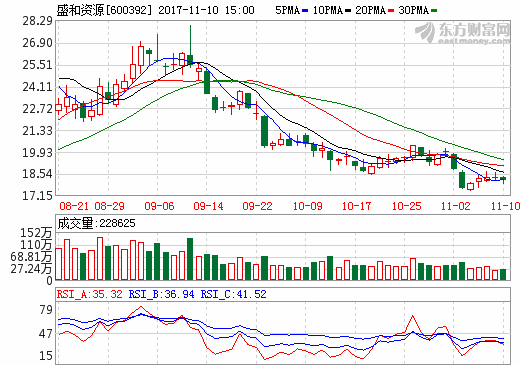 盛和资源[600392] 2017-11-10 15:00 5PMA 10PMA 20PMA 30PMA
东方财富网
eastmoney.com
28.29
26.90
25.51
24.11
22.72
21.33
19.93
18.54
17.15
08-21 08-29 09-06 09-14 09-22 10-09 10-17 10-25 11-02 11-10
成交量:228625
152万
110万
68.81万
27.24万
0
RSI_A:35.32 RSI_B:36.94 RSI_C:41.52
79
47
15